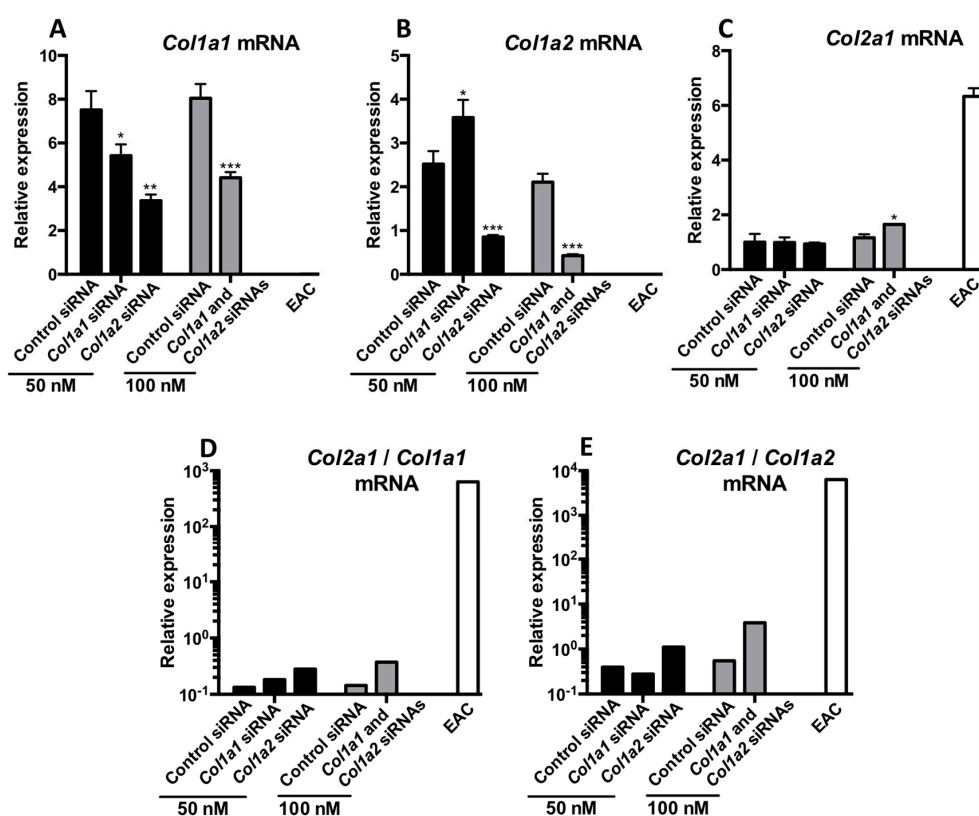 A
Col1a1 mRNA
Relative expression
10
8
6
4
2
0
*
**
***
Control siRNA
Col1a1 siRNA
Col1a2 siRNA
Control siRNA
Col1a1 and
Col1a2 siRNAs
EAC
50 nM
100 nM
B
Col1a2 mRNA
Relative expression
5
4
3
2
1
0
*
***
***
Control siRNA
Col1a1 siRNA
Col1a2 siRNA
Control siRNA
Col1a1 and
Col1a2 siRNAs
EAC
50 nM
100 nM
C
Col2a1 mRNA
Relative expression
8
6
4
2
0
*
Control siRNA
Col1a1 siRNA
Col1a2 siRNA
Control siRNA
Col1a1 and
Col1a2 siRNAs
EAC
50 nM
100 nM
D
Col2a1 / Col1a1
mRNA
Relative expression
10³
10²
10¹
10⁰
10⁻¹
Control siRNA
Col1a1 siRNA
Col1a2 siRNA
Control siRNA
Col1a1 and
Col1a2 siRNAs
EAC
50 nM
100 nM
E
Col2a1 / Col1a2
mRNA
Relative expression
10⁴
10³
10²
10¹
10⁰
10⁻¹
Control siRNA
Col1a1 siRNA
Col1a2 siRNA
Control siRNA
Col1a1 and
Col1a2 siRNAs
EAC
50 nM
100 nM